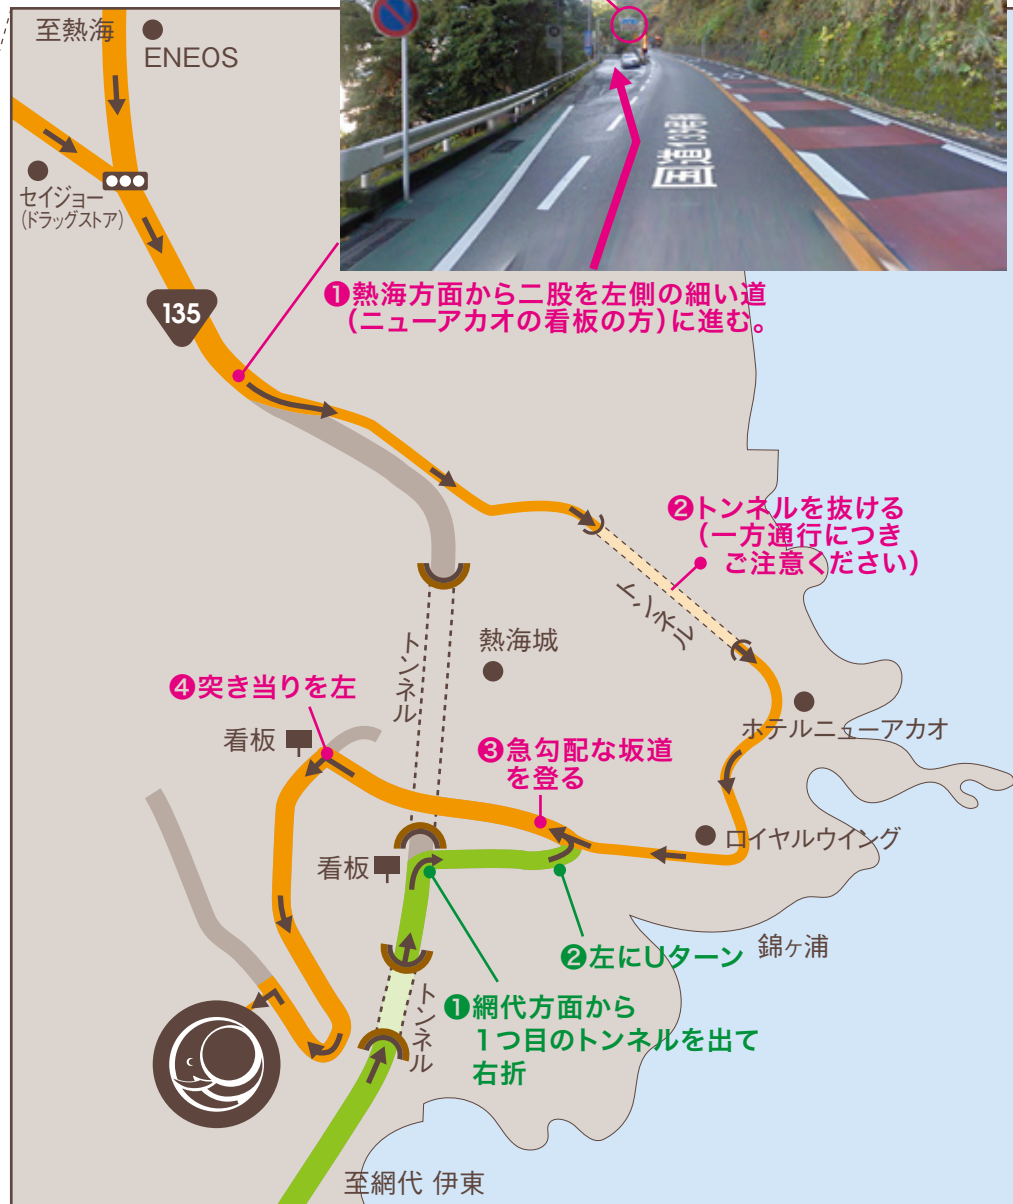 至熱海
ENEOS
セイジョー
(ドラッグストア)
135
国道135号線
❶熱海方面から二股を左側の細い道
(ニューアカオの看板の方)に進む。
❷トンネルを抜ける
(一方通行につき
ご注意ください)
トンネル
熱海城
トンネル
❹突き当りを左
看板
ホテルニューアカオ
❸急勾配な坂道
を登る
ロイヤルウイング
看板
錦ヶ浦
❷左にUターン
トンネル
❶網代方面から
1つ目のトンネルを出て
右折
至網代 伊東